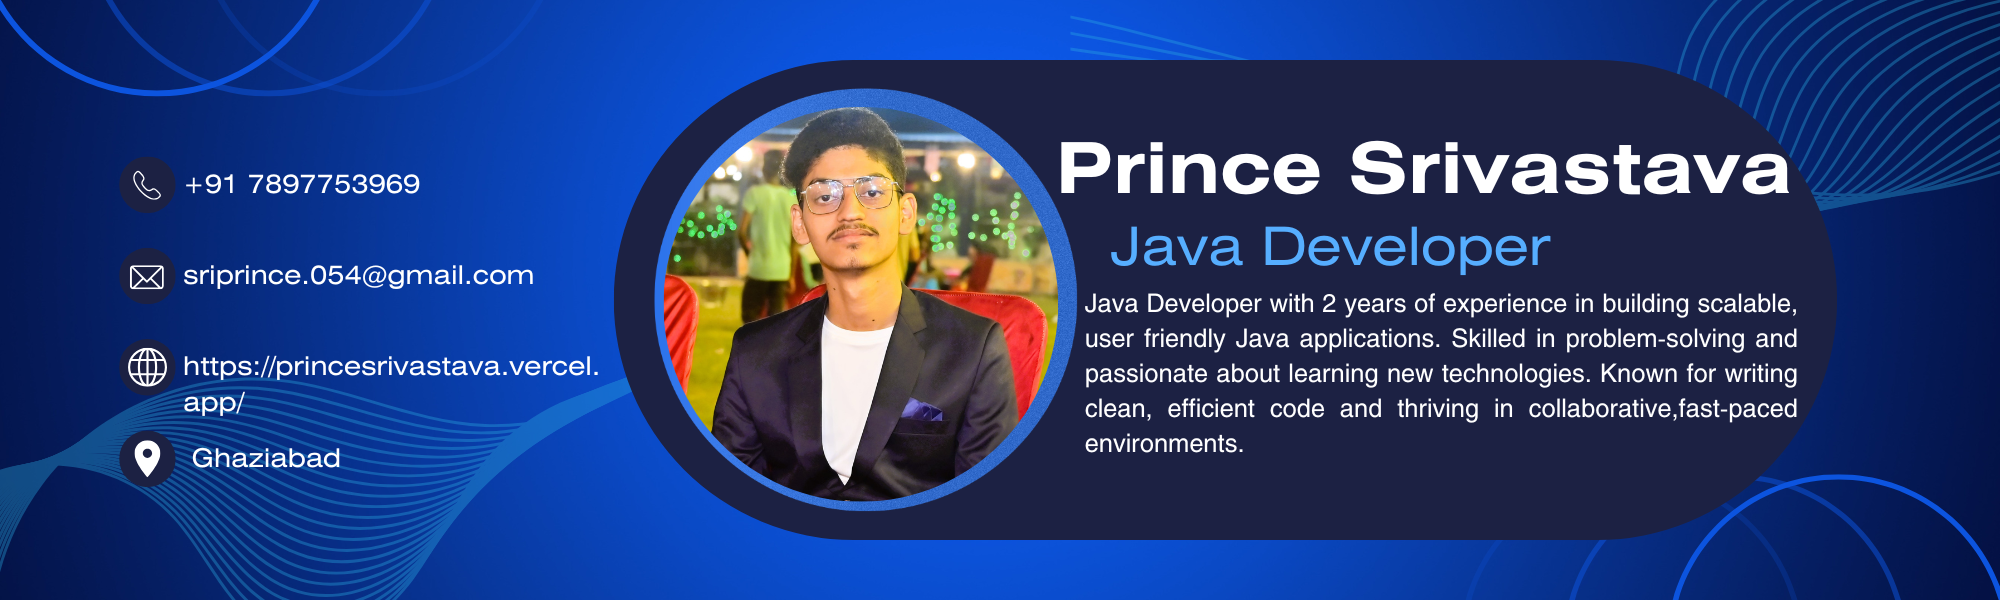 +91 7897753969
sriprince.054@gmail.com
https://princesrivastava.vercel.
app/
Ghaziabad
Prince Srivastava
Java Developer
Java Developer with 2 years of experience in building scalable,
user friendly Java applications. Skilled in problem-solving and
passionate about learning new technologies. Known for writing
clean, efficient code and thriving in collaborative,fast-paced
environments.